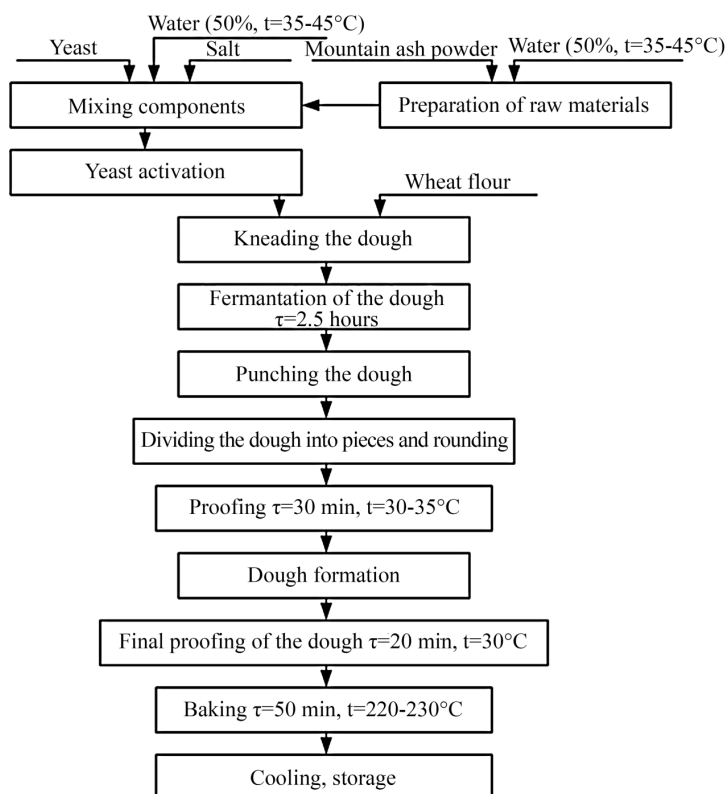 Water (50%, t=35-45°C)
Yeast
Salt
Mountain ash powder
Water (50%, t=35-45°C)
Mixing components
Preparation of raw materials
Yeast activation
Wheat flour
Kneading the dough
Fermantation of the dough
τ=2.5 hours
Punching the dough
Dividing the dough into pieces and rounding
Proofing τ=30 min, t=30-35°C
Dough formation
Final proofing of the dough τ=20 min, t=30°C
Baking τ=50 min, t=220-230°C
Cooling, storage